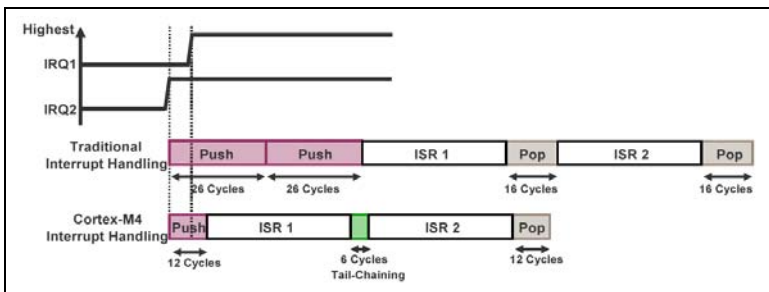 Highest
IRQ1
IRQ2
Traditional
Interrupt Handling
Push Push ISR 1 Pop ISR 2 Pop
26 Cycles 26 Cycles 16 Cycles 16 Cycles
Cortex-M4
Interrupt Handling
Push ISR 1 ISR 2 Pop
12 Cycles 6 Cycles 12 Cycles
Tail-Chaining